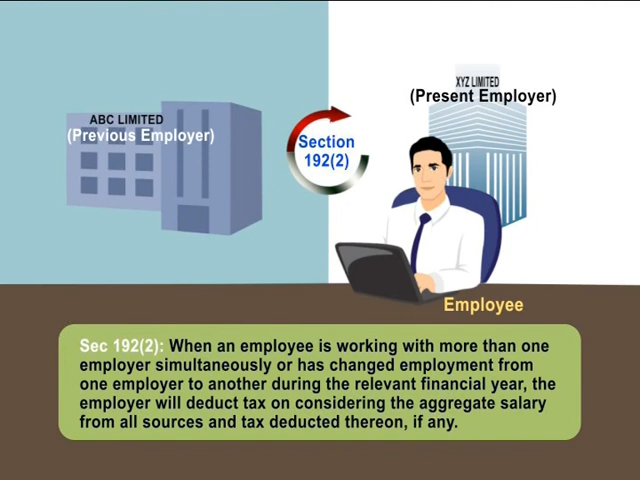 ABC LIMITED
(Previous Employer)
Section
192(2)
XYZ LIMITED
(Present Employer)
Employee
Sec 192(2): When an employee is working with more than one
employer simultaneously or has changed employment from
one employer to another during the relevant financial year, the
employer will deduct tax on considering the aggregate salary
from all sources and tax deducted thereon, if any.